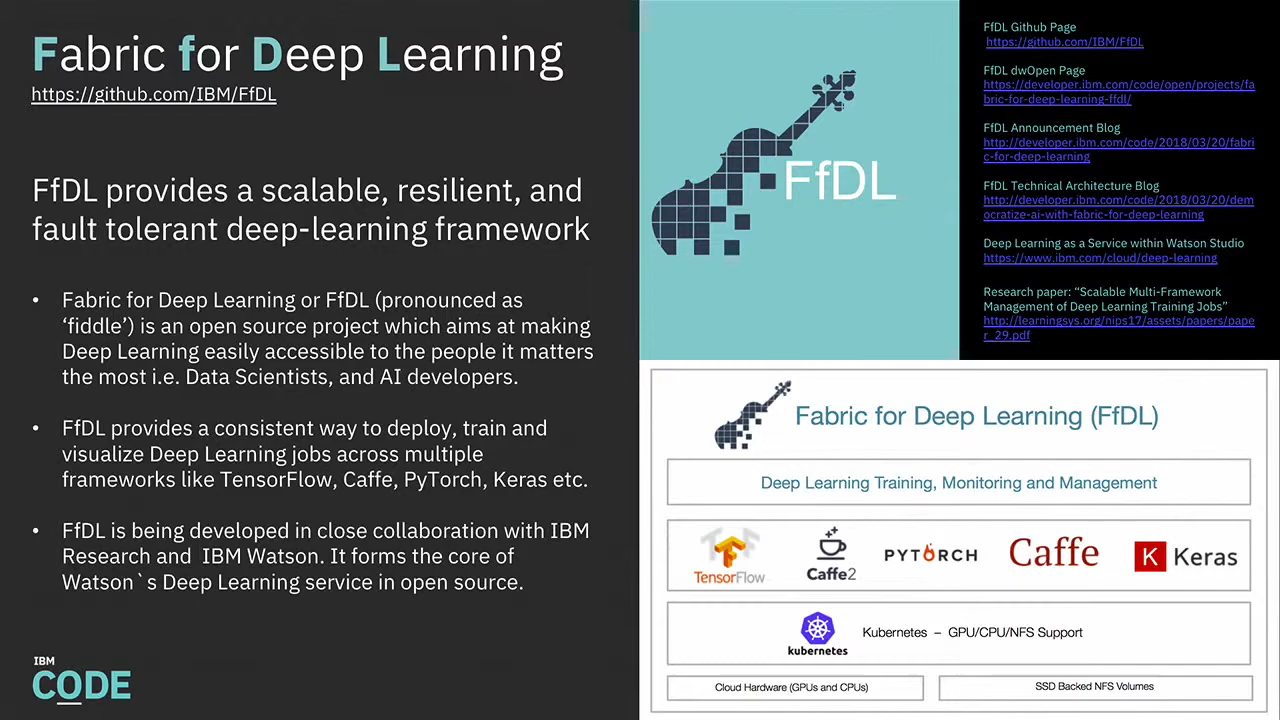 Fabric for Deep Learning
https://github.com/IBM/FfDL
FfDL provides a scalable, resilient, and
fault tolerant deep-learning framework
• Fabric for Deep Learning or FfDL (pronounced as
‘fiddle’) is an open source project which aims at making
Deep Learning easily accessible to the people it matters
the most i.e. Data Scientists, and AI developers.
• FfDL provides a consistent way to deploy, train and
visualize Deep Learning jobs across multiple
frameworks like TensorFlow, Caffe, PyTorch, Keras etc.
• FfDL is being developed in close collaboration with IBM
Research and IBM Watson. It forms the core of
Watson`s Deep Learning service in open source.
IBM
CODE
FfDL
FfDL Github Page
https://github.com/IBM/FfDL
FfDL dwOpen Page
https://developer.ibm.com/code/open/projects/fa
bric-for-deep-learning-ffdl/
FfDL Announcement Blog
http://developer.ibm.com/code/2018/03/20/fabri
c-for-deep-learning
FfDL Technical Architecture Blog
http://developer.ibm.com/code/2018/03/20/dem
ocratize-ai-with-fabric-for-deep-learning
Deep Learning as a Service within Watson Studio
https://www.ibm.com/cloud/deep-learning
Research paper: “Scalable Multi-Framework
Management of Deep Learning Training Jobs”
http://learningsys.org/nips17/assets/papers/pape
r_29.pdf
Fabric for Deep Learning (FfDL)
Deep Learning Training, Monitoring and Management
TensorFlow
Caffe2
PYTORCH
Caffe
K Keras
kubernetes
Kubernetes – GPU/CPU/NFS Support
Cloud Hardware (GPUs and CPUs)
SSD Backed NFS Volumes